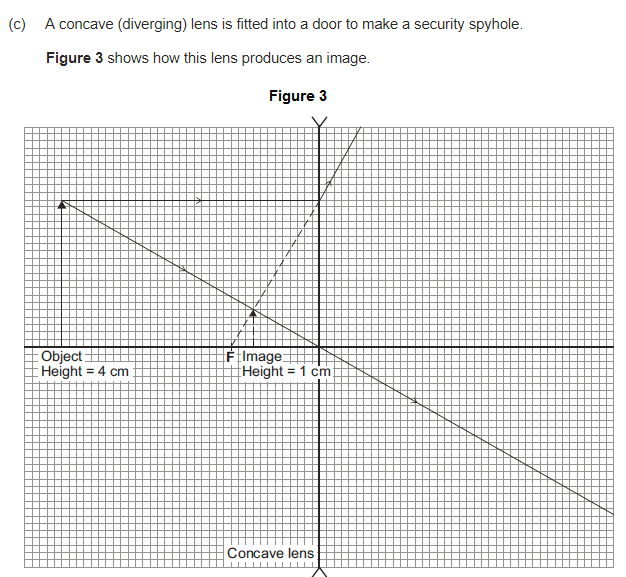 (c) A concave (diverging) lens is fitted into a door to make a security spyhole.
Figure 3 shows how this lens produces an image.
Figure 3
Object
Height = 4 cm
F Image
Height = 1 cm
Concave lens